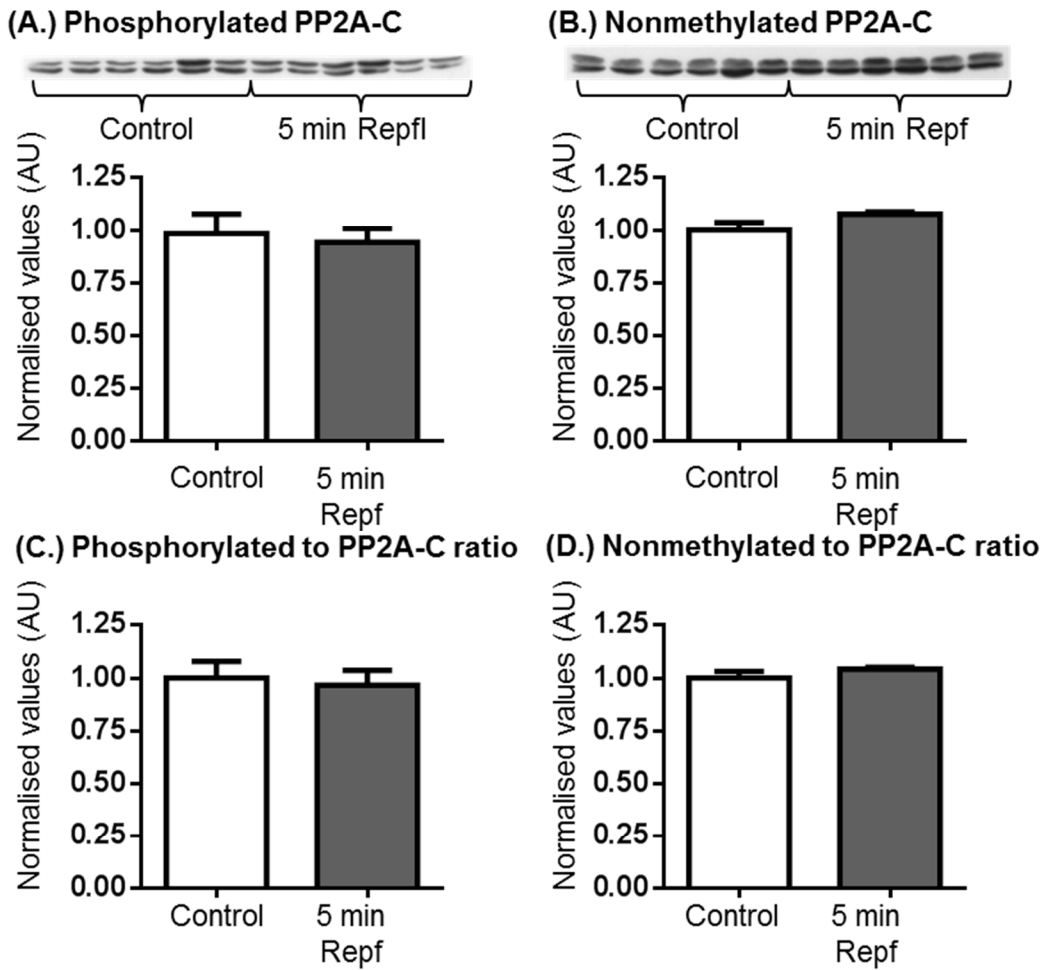 (A.) Phosphorylated PP2A-C
Control
5 min Repfl
Normalised values (AU)
1.25
1.00
0.75
0.50
0.25
0.00
Control
5 min
Repf
(B.) Nonmethylated PP2A-C
Control
5 min Repf
Normalised values (AU)
1.25
1.00
0.75
0.50
0.25
0.00
Control
5 min
Repf
(C.) Phosphorylated to PP2A-C ratio
Normalised values (AU)
1.25
1.00
0.75
0.50
0.25
0.00
Control
5 min
Repf
(D.) Nonmethylated to PP2A-C ratio
Normalised values (AU)
1.25
1.00
0.75
0.50
0.25
0.00
Control
5 min
Repf